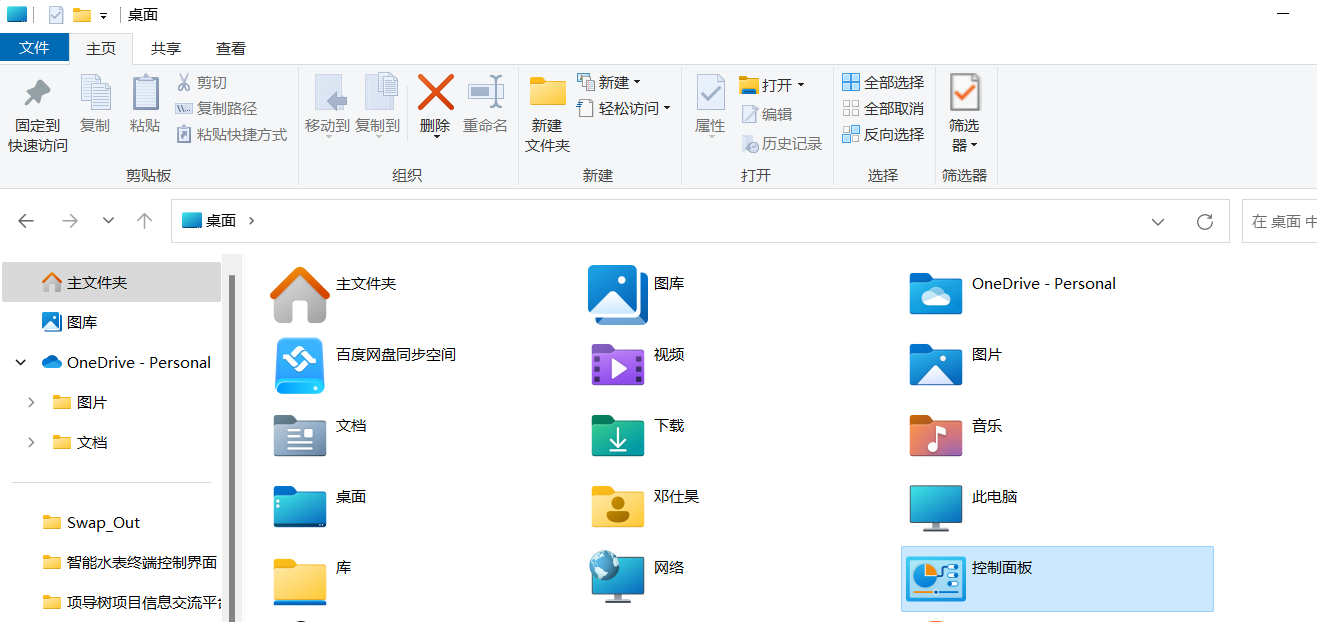 桌面
文件 主页 共享 查看
固定到
快速访问
复制
粘贴
剪切
复制路径
粘贴快捷方式
剪贴板
移动到
复制到
删除
重命名
组织
新建
文件夹
新建
轻松访问
新建
属性
打开
编辑
历史记录
打开
全部选择
全部取消
反向选择
选择
筛选
器
筛选器
桌面
在 桌面 中
主文件夹
图库
OneDrive - Personal
图片
文档
Swap_Out
智能水表终端控制界面
项导树项目信息交流平台
主文件夹
图库
OneDrive - Personal
百度网盘同步空间
视频
图片
文档
下载
音乐
桌面
邓仕昊
此电脑
库
网络
控制面板